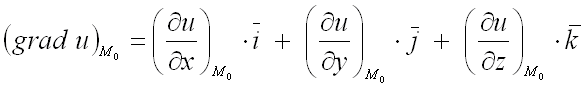 (grad u)_{M_0} = (∂u/∂x)_{M_0} · i̅ + (∂u/∂y)_{M_0} · j̅ + (∂u/∂z)_{M_0} · k̅